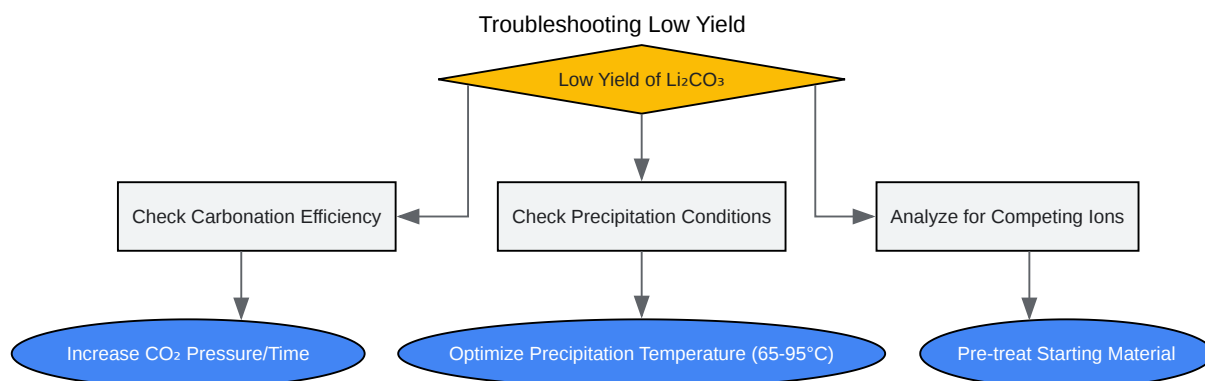 Troubleshooting Low Yield
Low Yield of Li₂CO₃
Check Carbonation Efficiency
Check Precipitation Conditions
Analyze for Competing Ions
Increase CO₂ Pressure/Time
Optimize Precipitation Temperature (65-95°C)
Pre-treat Starting Material